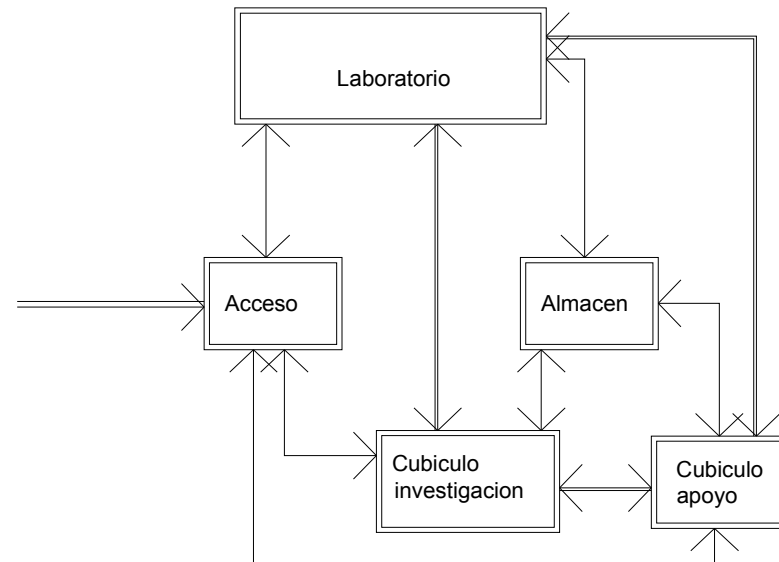 Laboratorio
Acceso
Almacen
Cubiculo
investigacion
Cubiculo
apoyo